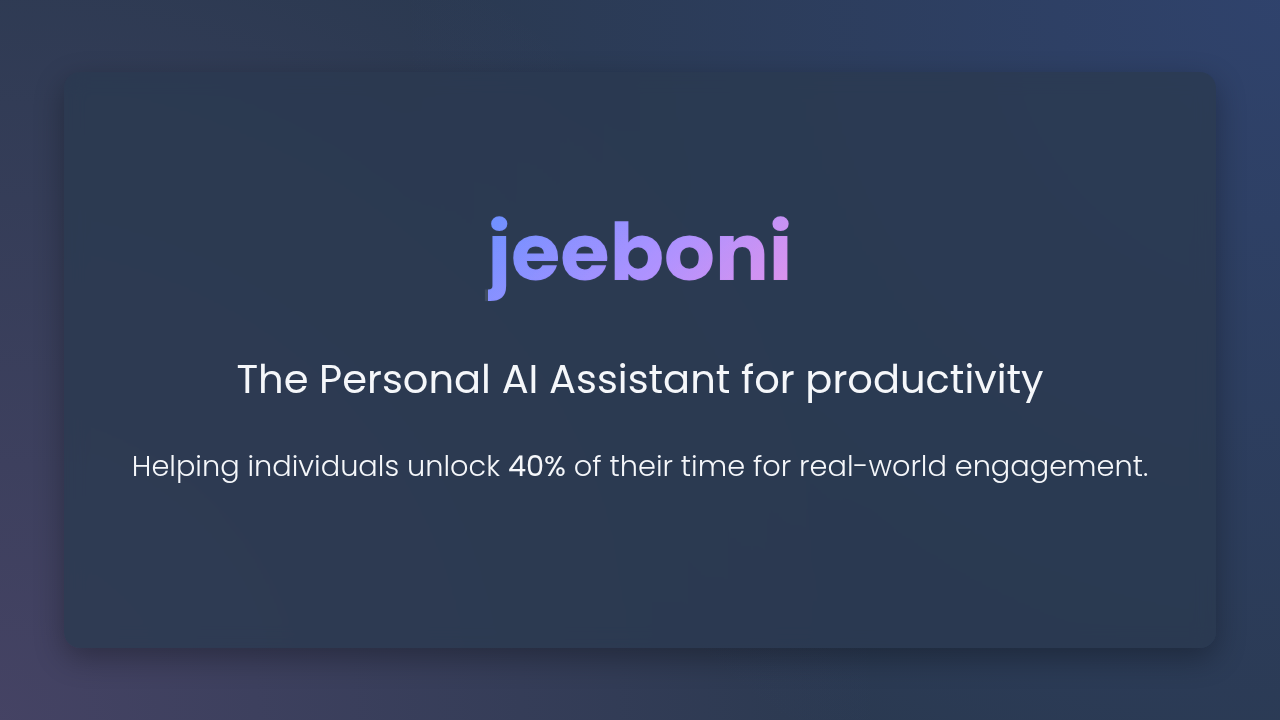 jeeboni
The Personal AI Assistant for productivity
Helping individuals unlock 40% of their time for real-world engagement.